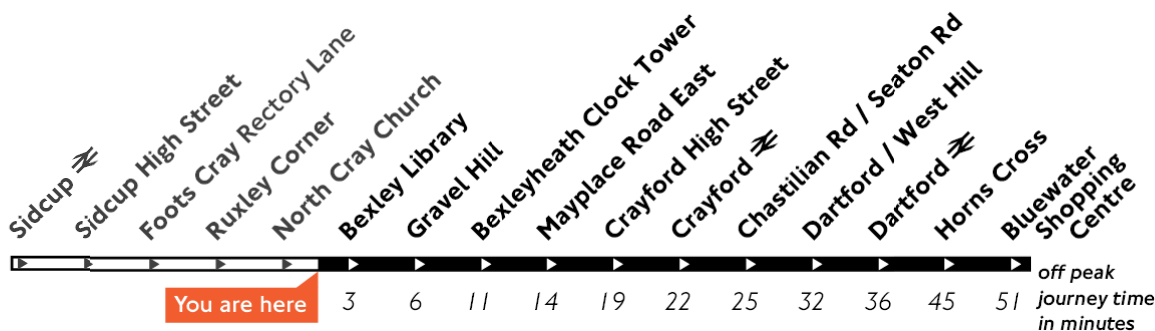 Sidcup
Sidcup High Street
Foots Cray Rectory Lane
Ruxley Corner
North Cray Church
Bexley Library
Gravel Hill
Bexleyheath Clock Tower
Mayplace Road East
Crayford High Street
Crayford
Chastilian Rd / Seaton Rd
Dartford / West Hill
Dartford
Horns Cross
Bluewater
Shopping
Centre
You are here
3 6 11 14 19 22 25 32 36 45 51
off peak
journey time
in minutes